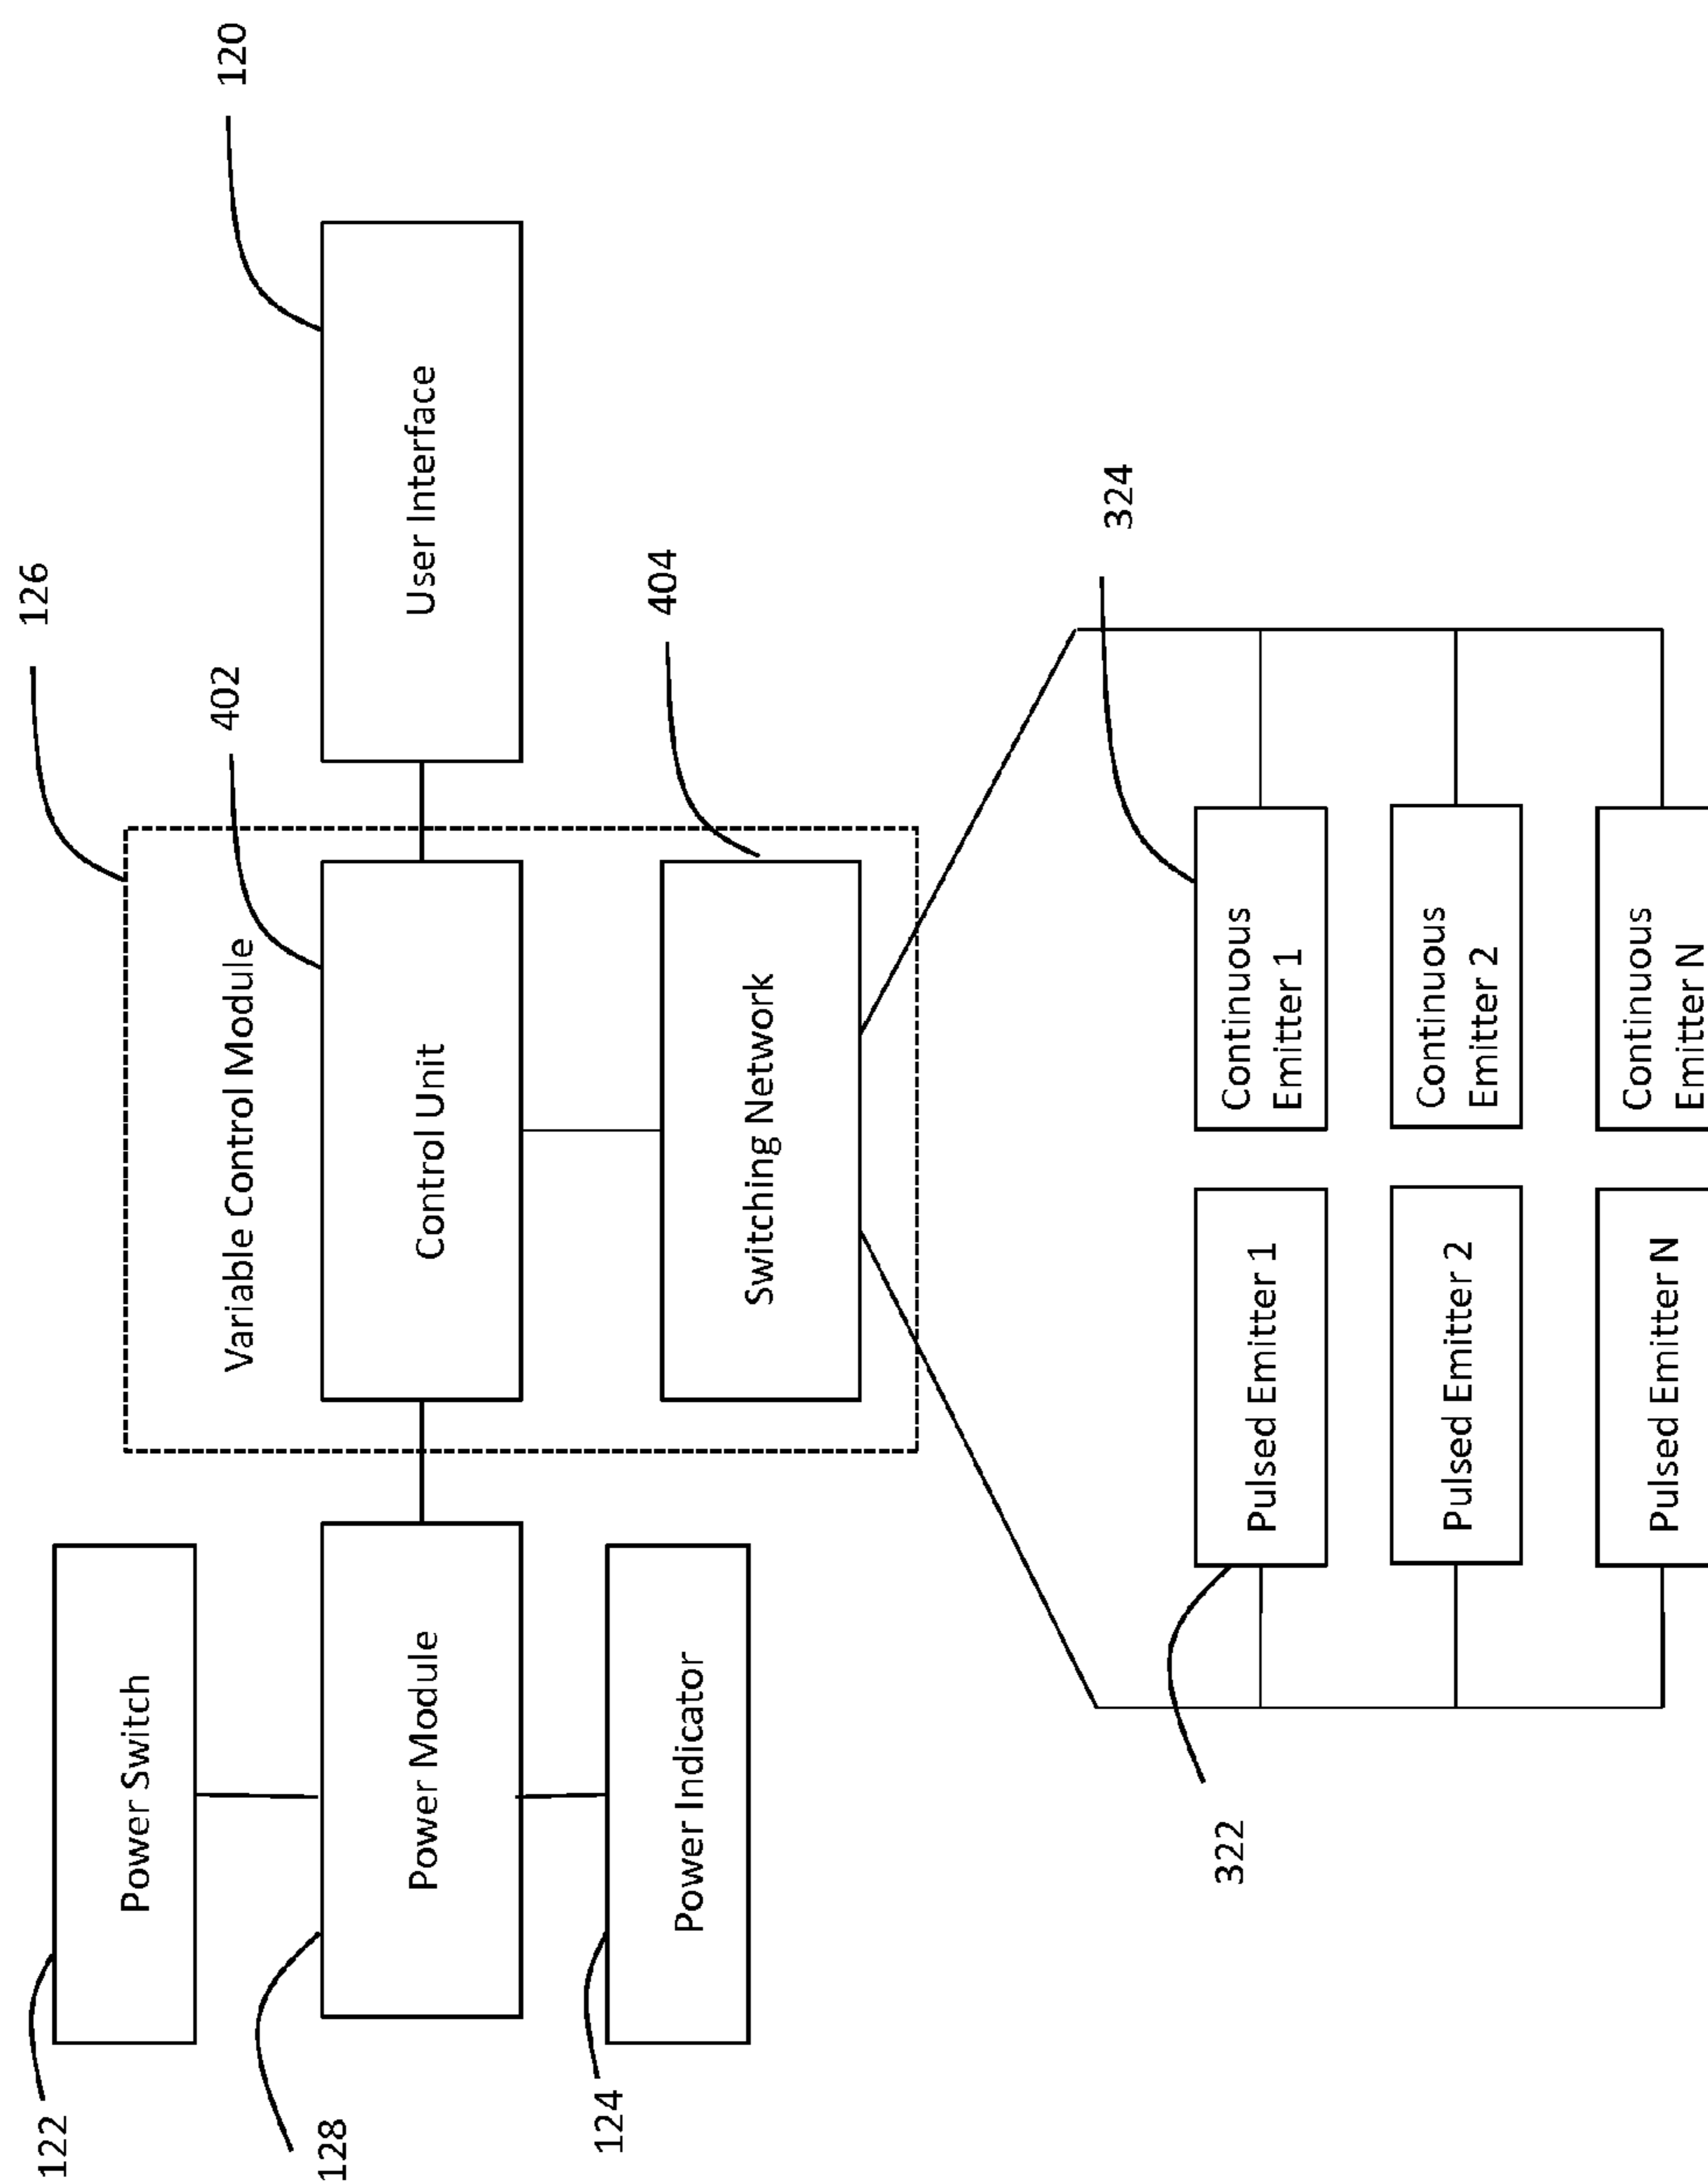 122
Power Switch
128
Power Module
124
Power Indicator
126
Variable Control Module
402
Control Unit
404
Switching Network
120
User Interface
322
Pulsed Emitter 1
Pulsed Emitter 2
Pulsed Emitter N
324
Continuous
Emitter 1
Continuous
Emitter 2
Continuous
Emitter N